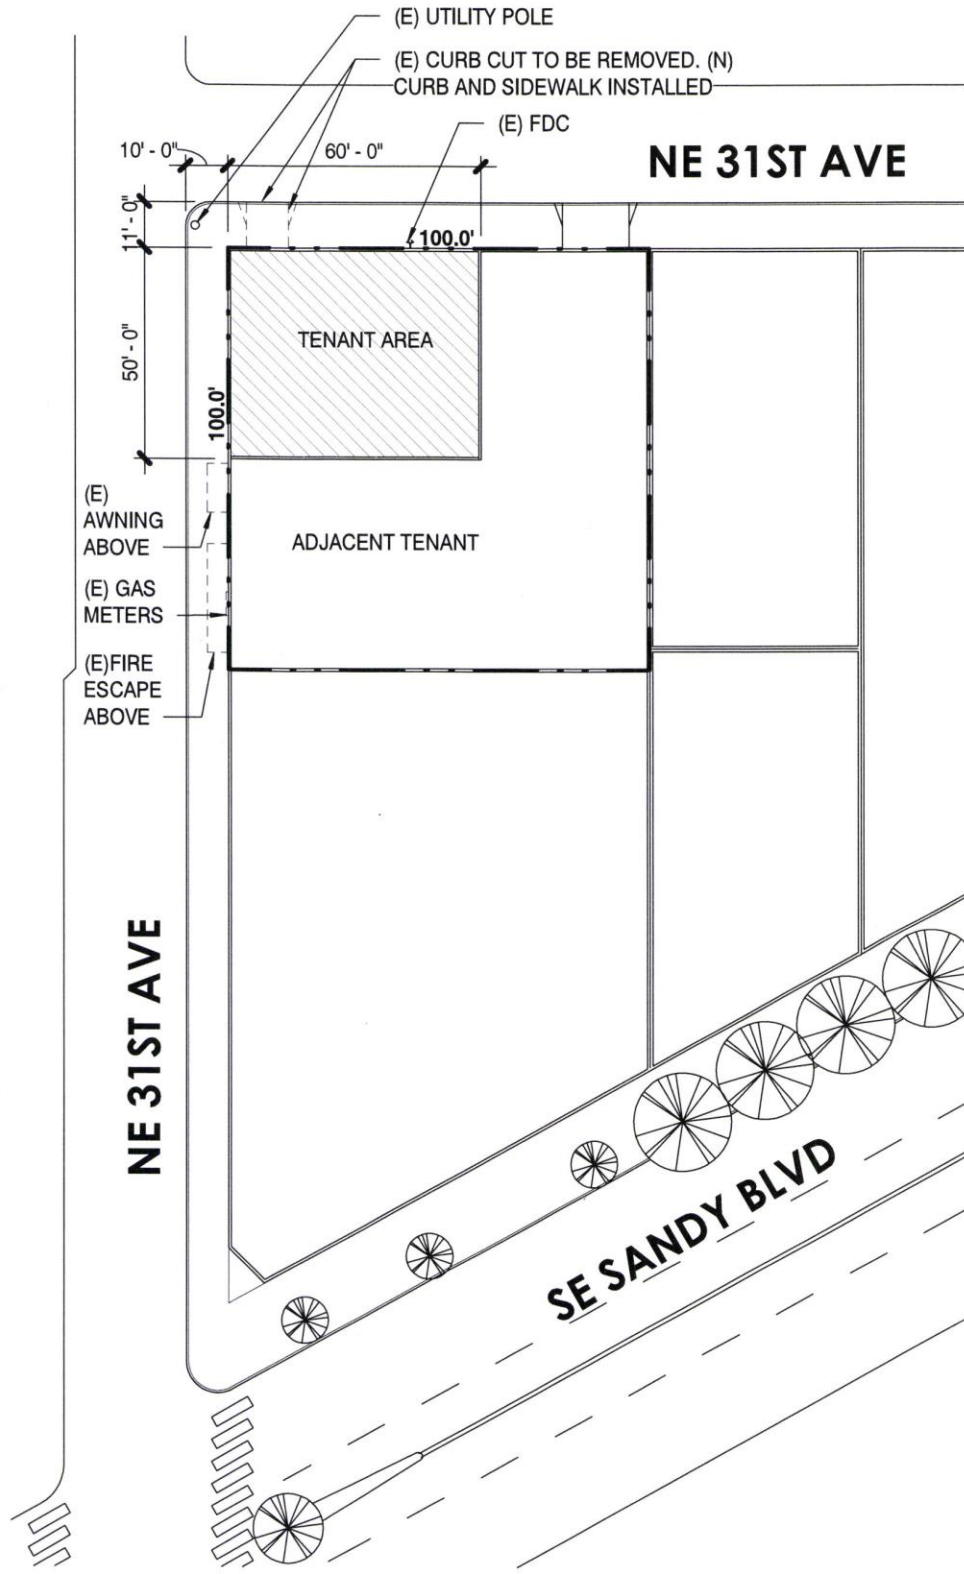 (E) UTILITY POLE
(E) CURB CUT TO BE REMOVED. (N)
CURB AND SIDEWALK INSTALLED
(E) FDC
10' - 0"
60' - 0"
NE 31ST AVE
11' - 0"
100.0'
TENANT AREA
50' - 0"
100.0'
(E)
AWNING
ABOVE
ADJACENT TENANT
(E) GAS
METERS
(E)FIRE
ESCAPE
ABOVE
NE 31ST AVE
SE SANDY BLVD